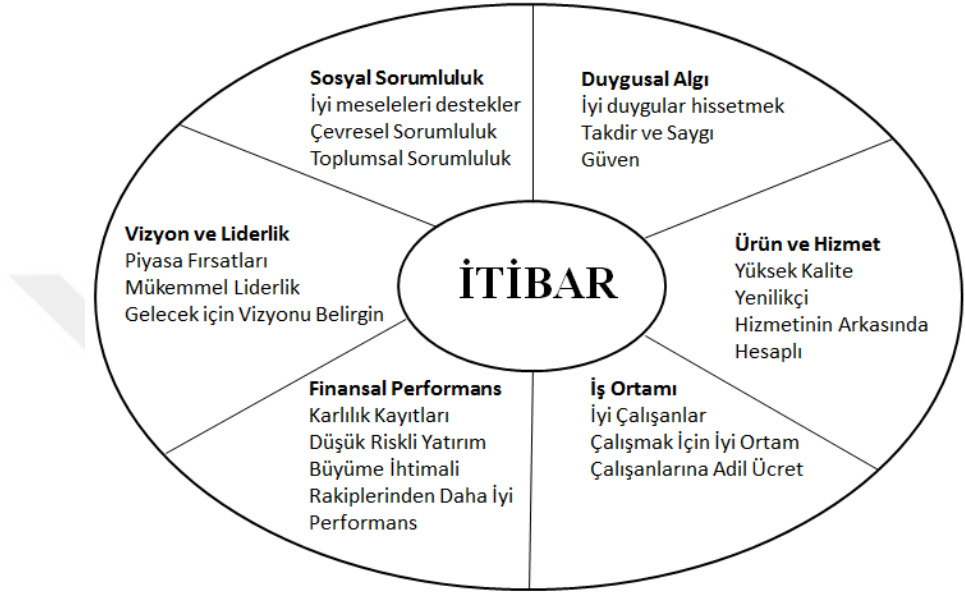 Sosyal Sorumluluk
İyi meseleleri destekler
Çevresel Sorumluluk
Toplumsal Sorumluluk
Duygusal Algı
İyi duygular hissetmek
Takdir ve Saygı
Güven
Vizyon ve Liderlik
Piyasa Fırsatları
Mükemmel Liderlik
Gelecek için Vizyonu Belirgin
İTİBAR
Ürün ve Hizmet
Yüksek Kalite
Yenilikçi
Hizmetinin Arkasında
Hesaplı
Finansal Performans
Karlılık Kayıtları
Düşük Riskli Yatırım
Büyüme İhtimali
Rakiplerinden Daha İyi
Performans
İş Ortamı
İyi Çalışanlar
Çalışmak İçin İyi Ortam
Çalışanlarına Adil Ücret